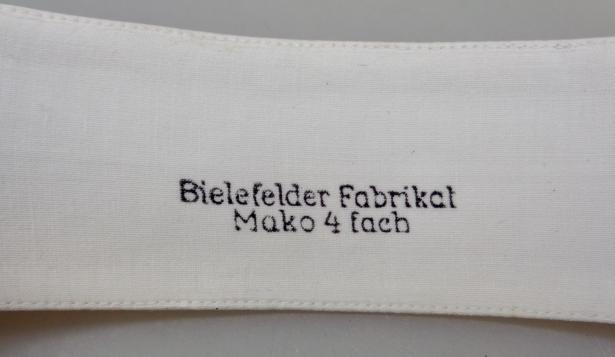 Bielefelder Fabrikat
Mako 4 fach